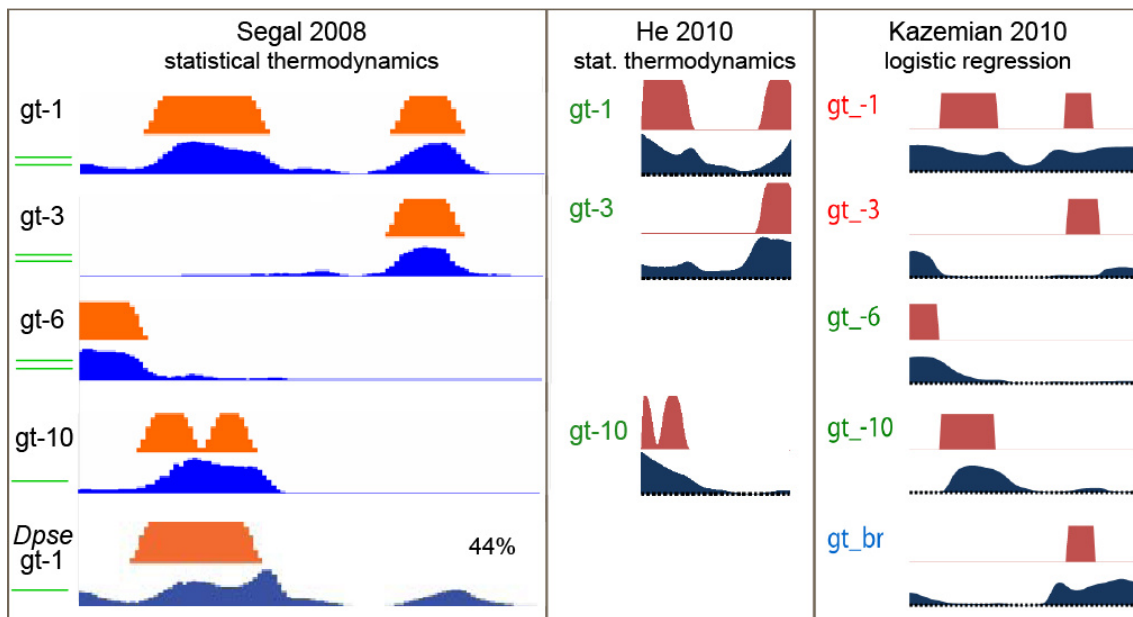 Segal 2008
statistical thermodynamics
gt-1
gt-3
gt-6
gt-10
Dpse
gt-1
44%
He 2010
stat. thermodynamics
gt-1
gt-3
gt-10
Kazemian 2010
logistic regression
gt_-1
gt_-3
gt_-6
gt_-10
gt_br